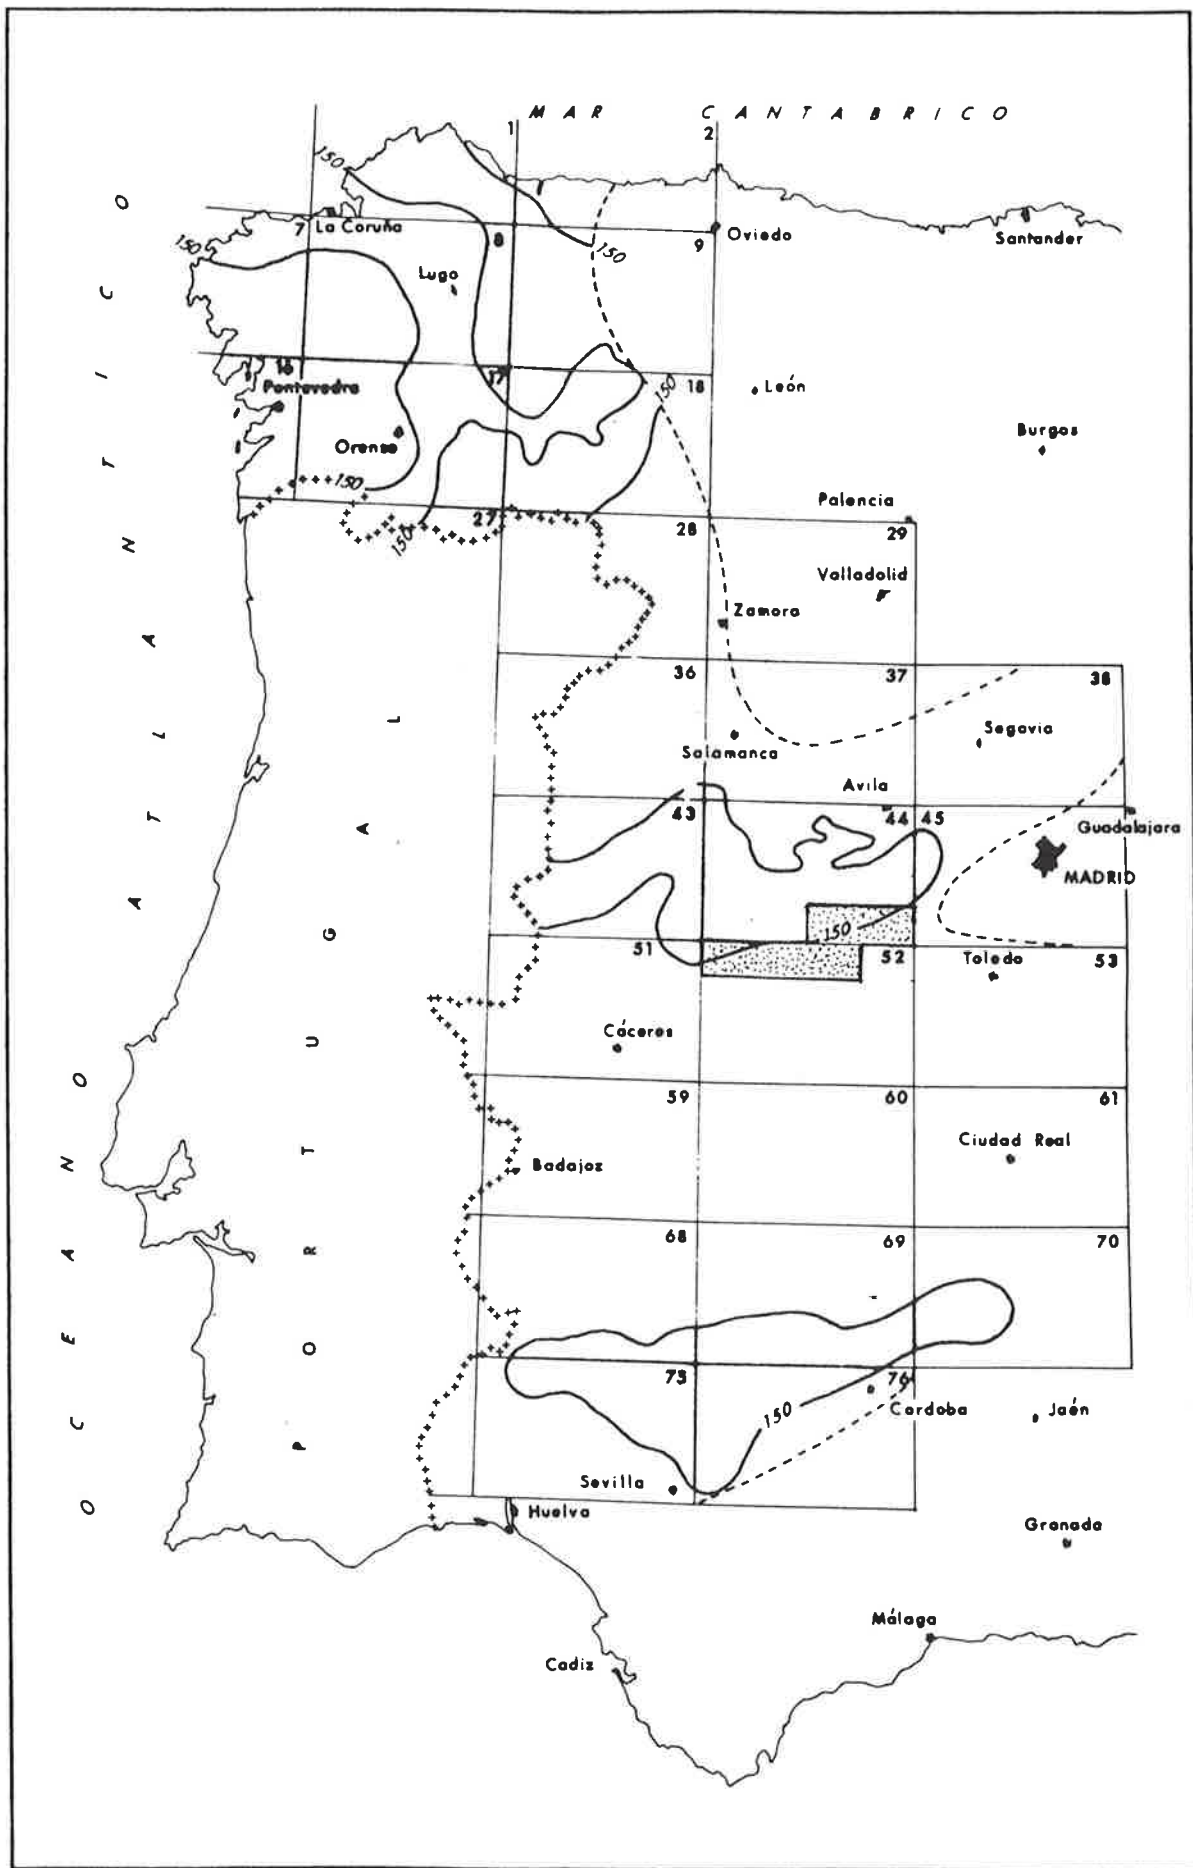 MAR CANTABRICO
1
2
150
7
La Coruña
8
9
Oviedo
Santander
150
150
Lugo
16
Pontevedra
17
18
150
León
Orense
Burgos
150
Palencia
27
28
29
150
Valladolid
Zamora
36
37
38
Segovia
Salamanca
Avila
43
44
45
Guadalajara
MADRID
150
51
52
53
Toledo
Cáceres
59
60
61
Ciudad Real
Badajoz
68
69
70
73
76
150
Cordoba
Jaén
Sevilla
Huelva
Granada
Málaga
Cadiz
OCEANO ATLANTICO
PORTUGAL